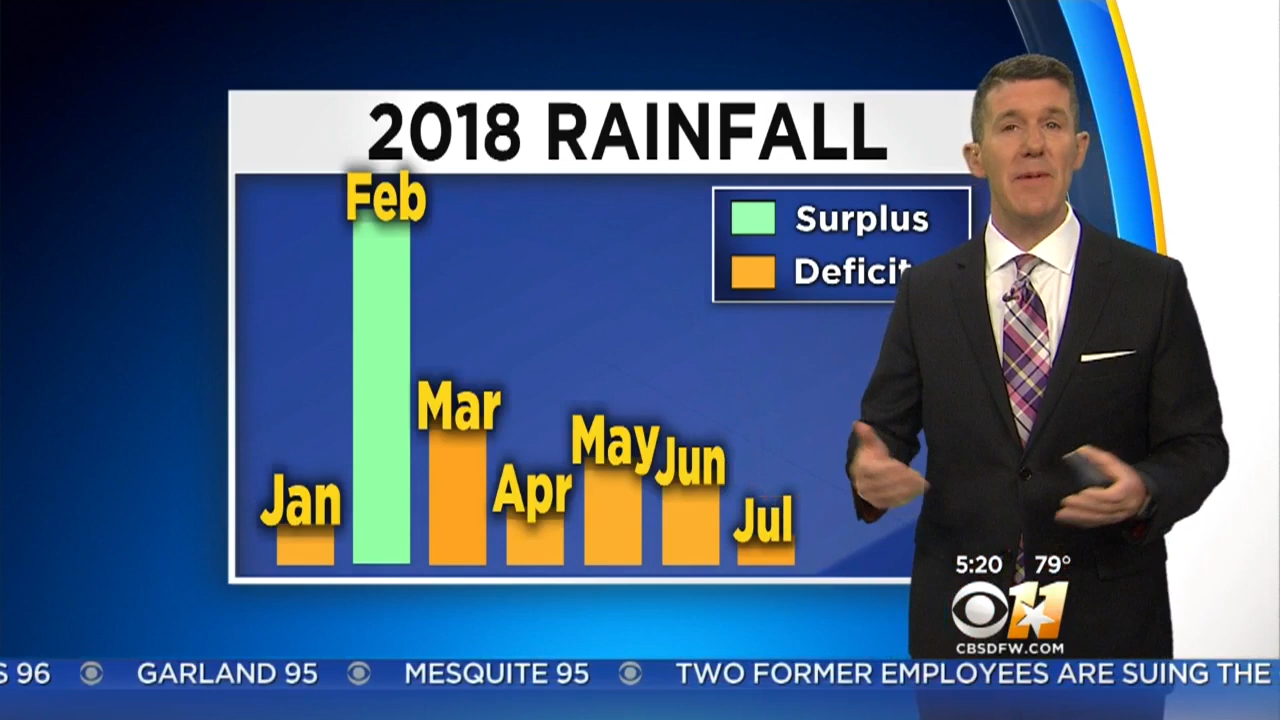 2018 RAINFALL
Feb
Surplus
Deficit
Mar
May
Jun
Jan
Apr
Jul
5:20 79°
11
CBSDFW.COM
S 96 GARLAND 95 MESQUITE 95 TWO FORMER EMPLOYEES ARE SUING THE